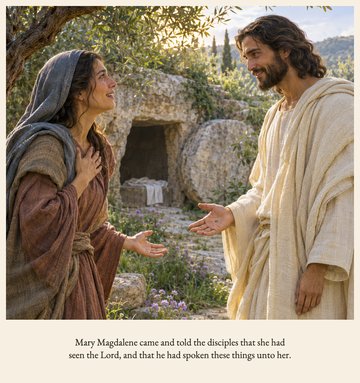 Mary Magdalene came and told the disciples that she had
seen the Lord, and that he had spoken these things unto her.